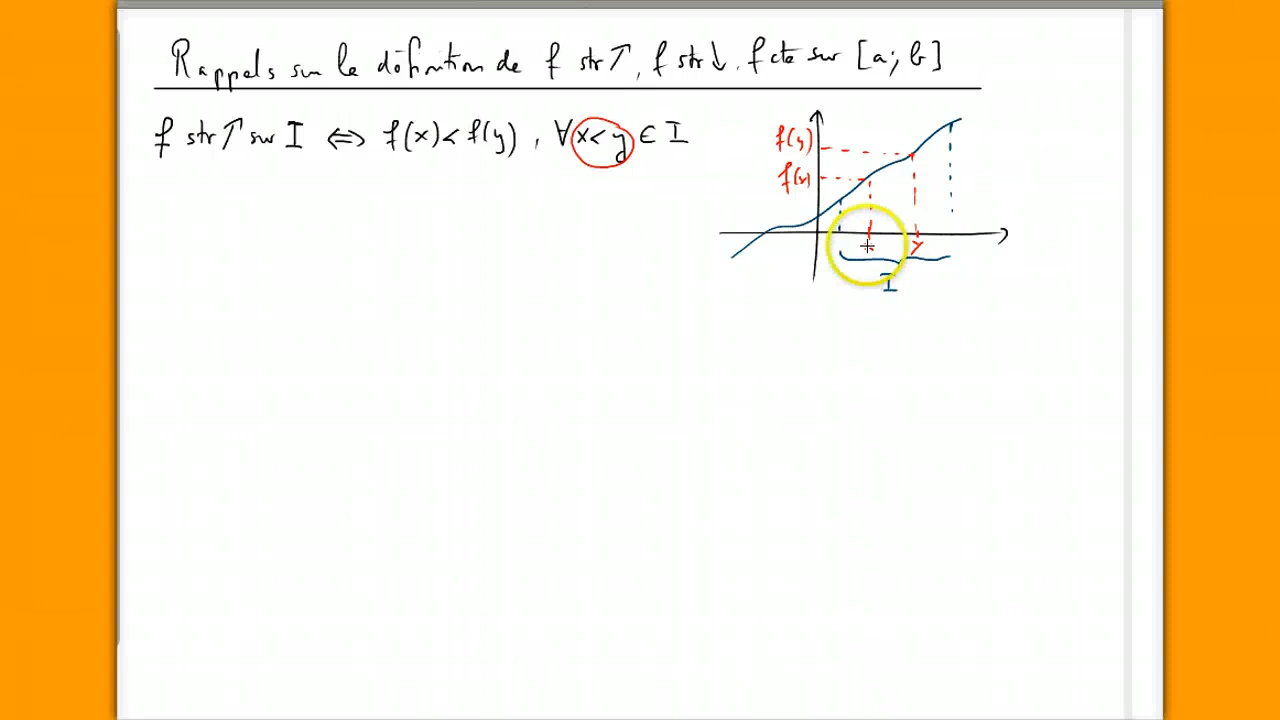 Rappels sur la définition de f str↑, f str↓, f cte sur [a; b]
f str↑ sur I ⇔ f(x) < f(y), ∀ x < y ∈ I
f(y)
f(x)
y
I